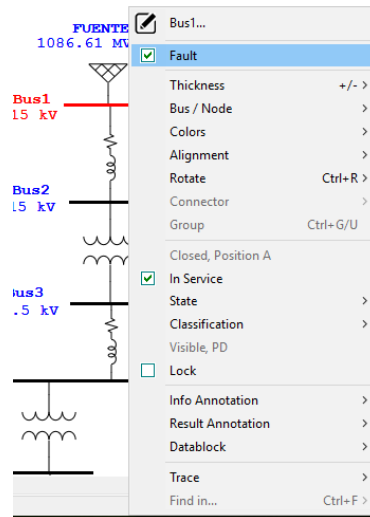 FUENTE
1086.61 MV
Bus1
15 kV
Bus2
15 kV
us3
.5 kV
Bus1...
Fault
Thickness +/-
Bus / Node
Colors
Alignment
Rotate Ctrl+R
Connector
Group Ctrl+G/U
Closed, Position A
In Service
State
Classification
Visible, PD
Lock
Info Annotation
Result Annotation
Datablock
Trace
Find in... Ctrl+F